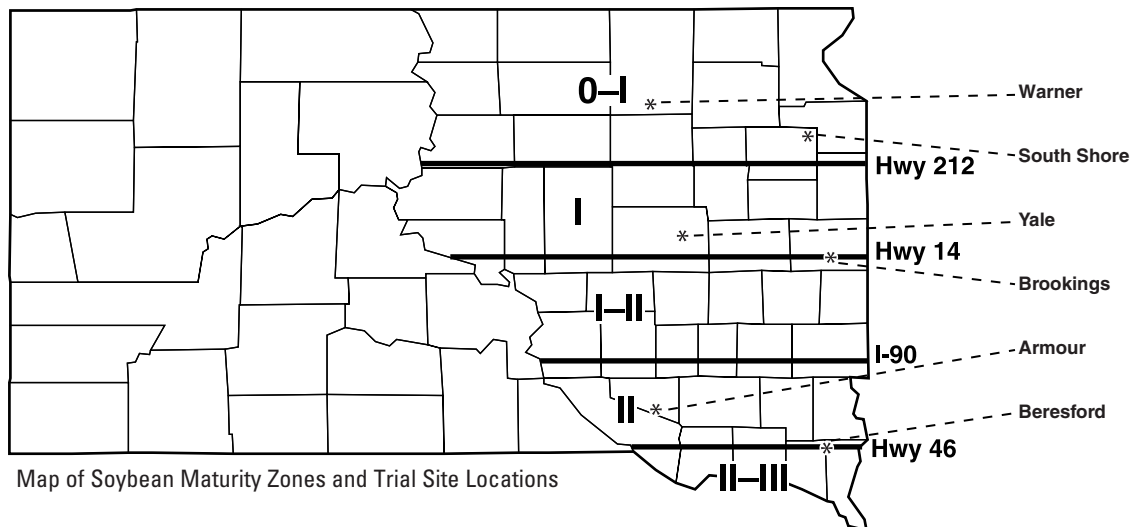 0–I
Warner
South Shore
Hwy 212
I
Yale
Hwy 14
Brookings
I–II
Armour
I-90
II
Beresford
Hwy 46
Map of Soybean Maturity Zones and Trial Site Locations
II–III